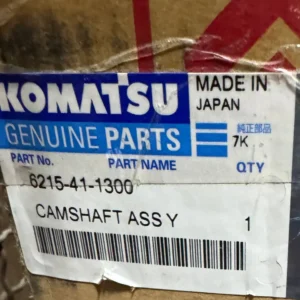 KOMATSU
GENUINE PARTS
MADE IN
JAPAN
純正部品
7K
PART No. PART NAME QTY
6215-41-1300
CAMSHAFT ASSY 1